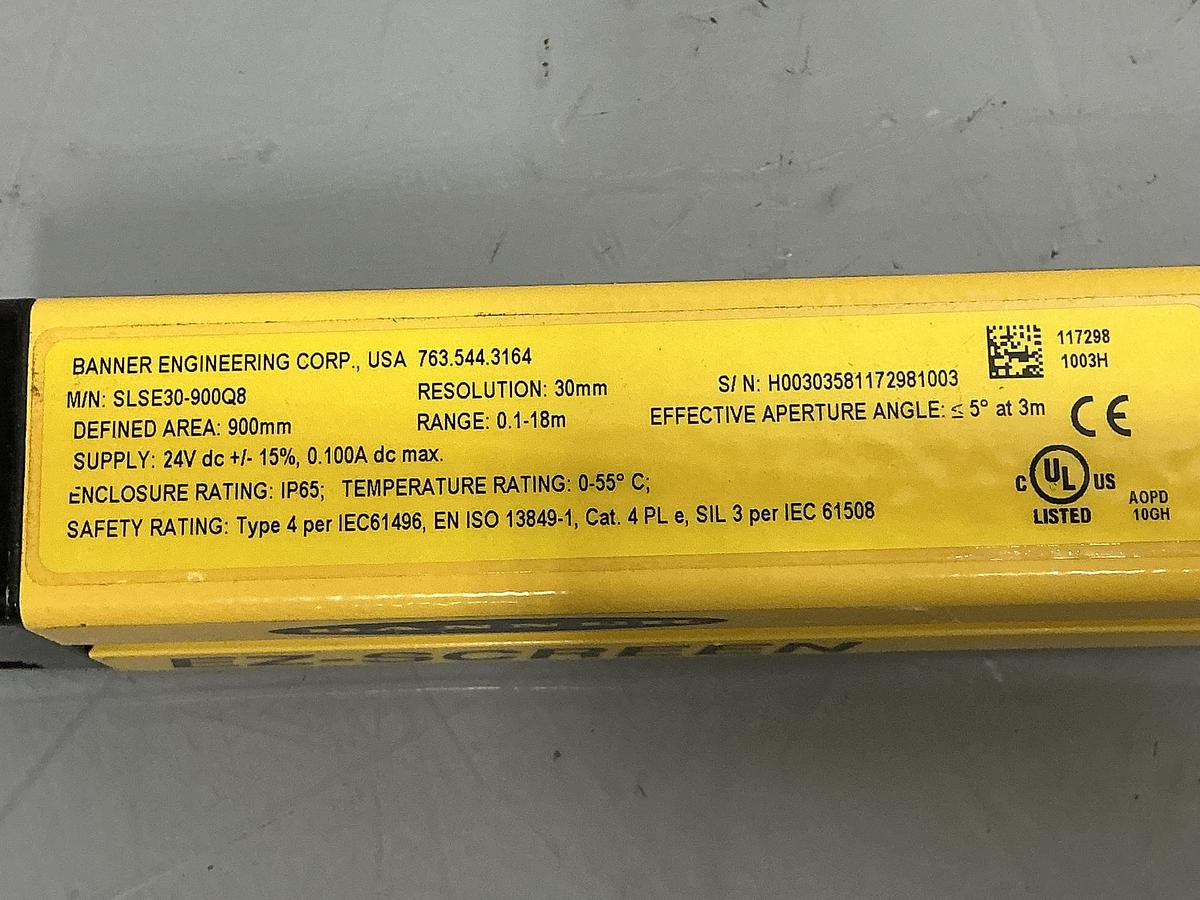 BANNER ENGINEERING CORP., USA 763.544.3164
M/N: SLSE30-900Q8 RESOLUTION: 30mm S/ N: H00303581172981003
117298
1003H
DEFINED AREA: 900mm RANGE: 0.1-18m EFFECTIVE APERTURE ANGLE: ≤ 5° at 3m CE
SUPPLY: 24V dc +/- 15%, 0.100A dc max.
ENCLOSURE RATING: IP65; TEMPERATURE RATING: 0-55° C;
SAFETY RATING: Type 4 per IEC61496, EN ISO 13849-1, Cat. 4 PL e, SIL 3 per IEC 61508
C UL US
LISTED
AOPD
10GH
BANNER
EZ-SCREEN